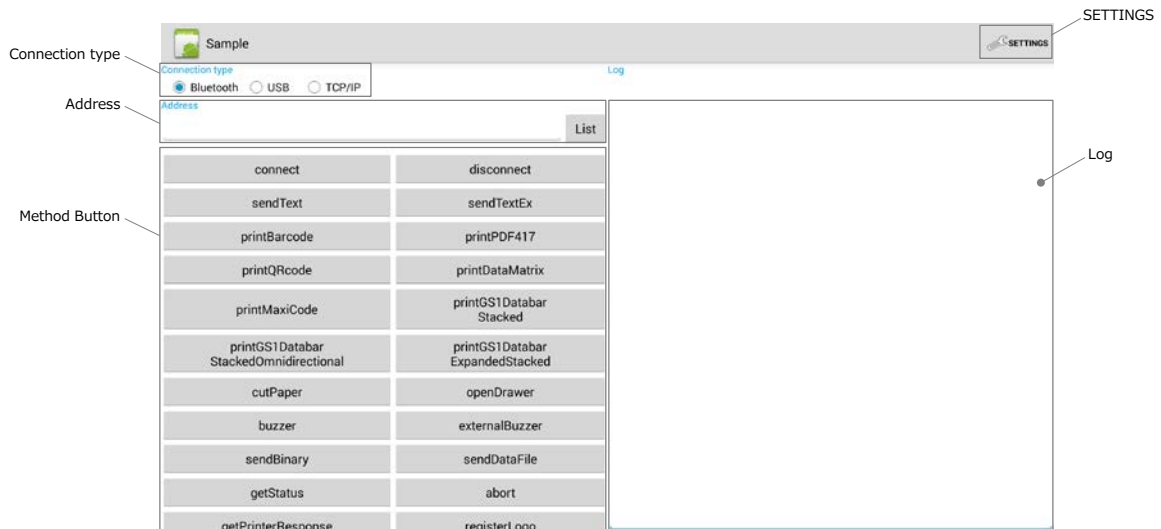 SETTINGS
Sample
SETTINGS
Connection type
Connection type
Log
Bluetooth USB TCP/IP
Address
Address
List
connect disconnect
Log
sendText sendTextEx
Method Button
printBarcode printPDF417
printQRcode printDataMatrix
printMaxiCode
printGS1Databar
Stacked
printGS1Databar
StackedOmnidirectional
printGS1Databar
ExpandedStacked
cutPaper openDrawer
buzzer externalBuzzer
sendBinary sendDataFile
getStatus abort
getPrinterResponse registerLogo